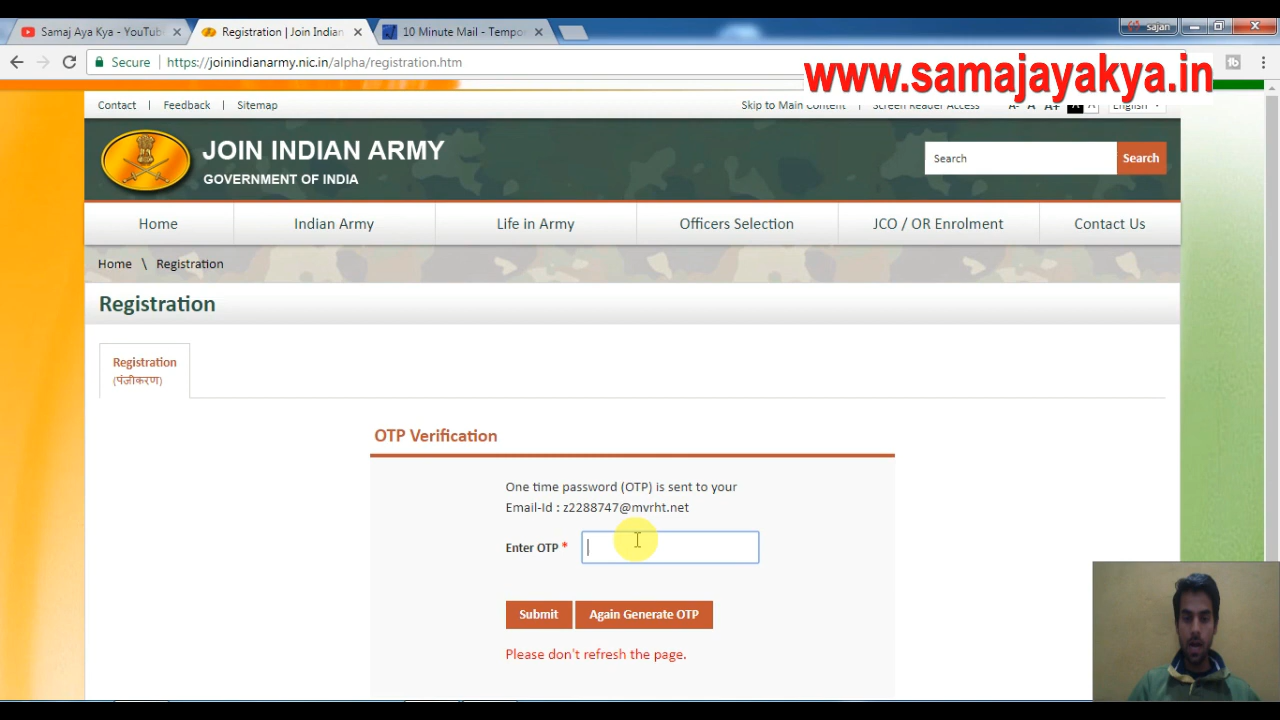 Samaj Aya Kya - YouTub
Registration | Join Indian
10 Minute Mail - Tempo
sajan
Secure
https://joinindianarmy.nic.in/alpha/registration.htm
www.samajayakya.in
Contact | Feedback | Sitemap
Skip to Main Content | Screen Reader Access
A- A A+ A A English
JOIN INDIAN ARMY
GOVERNMENT OF INDIA
Search
Search
Home
Indian Army
Life in Army
Officers Selection
JCO / OR Enrolment
Contact Us
Home \ Registration
Registration
Registration
(पंजीकरण)
OTP Verification
One time password (OTP) is sent to your
Email-Id : z2288747@mvrht.net
Enter OTP *
Submit
Again Generate OTP
Please don't refresh the page.